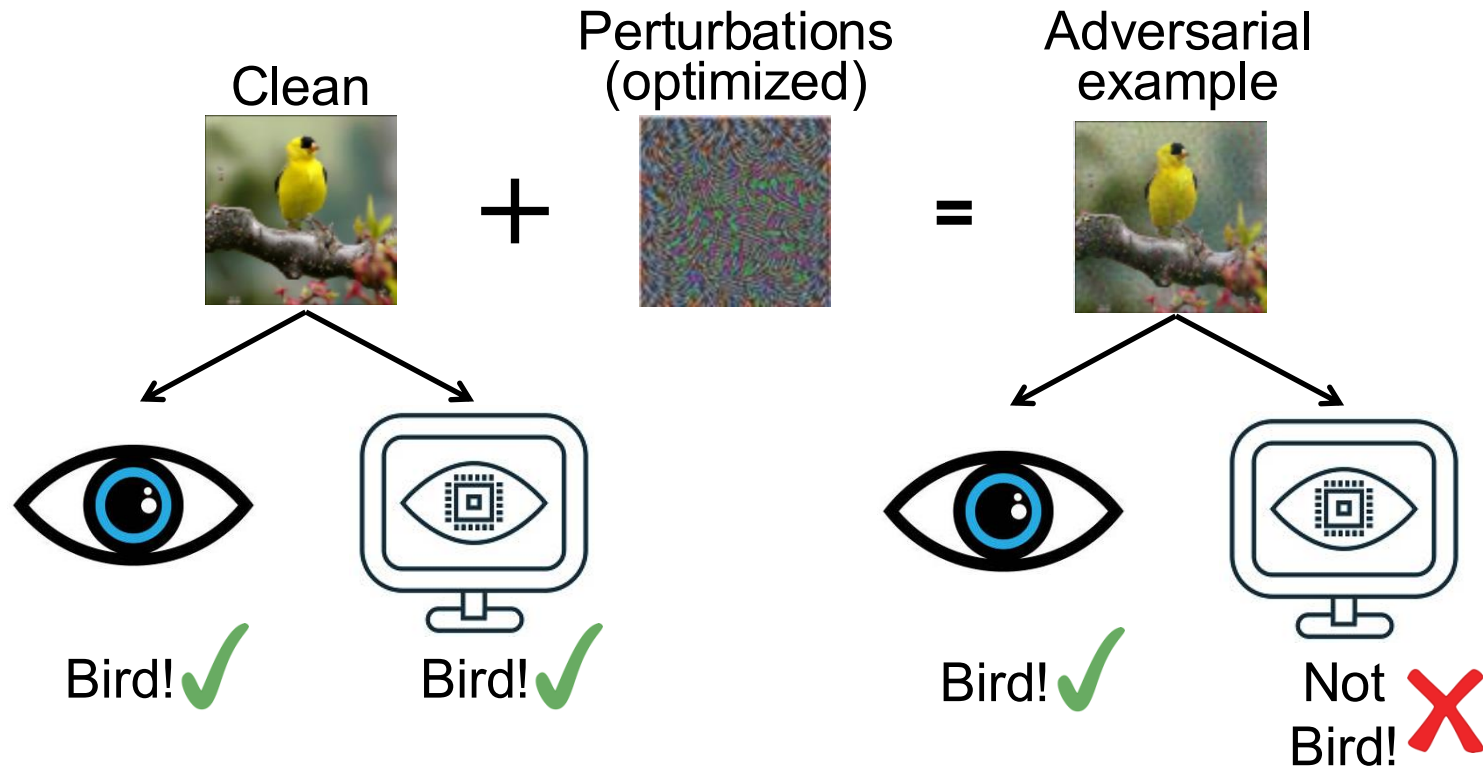 Clean
Perturbations
(optimized)
Adversarial
example
+
=
Bird!
Bird!
Bird!
Not
Bird!